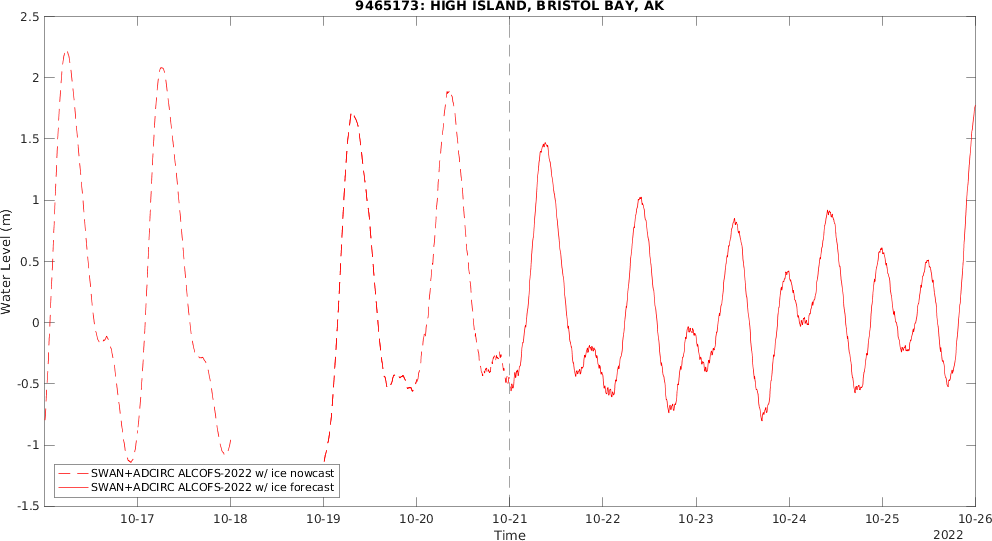 9465173: HIGH ISLAND, BRISTOL BAY, AK
Water Level (m)
2.5
2
1.5
1
0.5
0
-0.5
-1
-1.5
SWAN+ADCIRC ALCOFS-2022 w/ ice nowcast
SWAN+ADCIRC ALCOFS-2022 w/ ice forecast
10-17 10-18 10-19 10-20 10-21 10-22 10-23 10-24 10-25 10-26
Time
2022